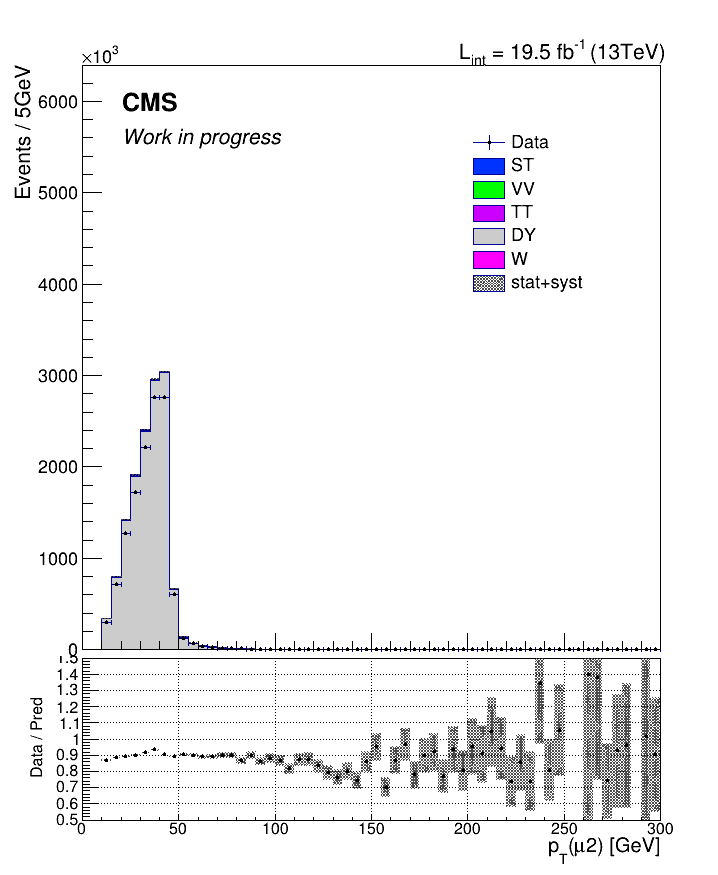 ×10³
L_int = 19.5 fb⁻¹ (13TeV)
Events / 5GeV
CMS
Work in progress
Data
ST
VV
TT
DY
W
stat+syst
6000
5000
4000
3000
2000
1000
0
Data / Pred
1.5
1.4
1.3
1.2
1.1
1
0.9
0.8
0.7
0.6
0.5
0 50 100 150 200 250 300
p_T(μ2) [GeV]